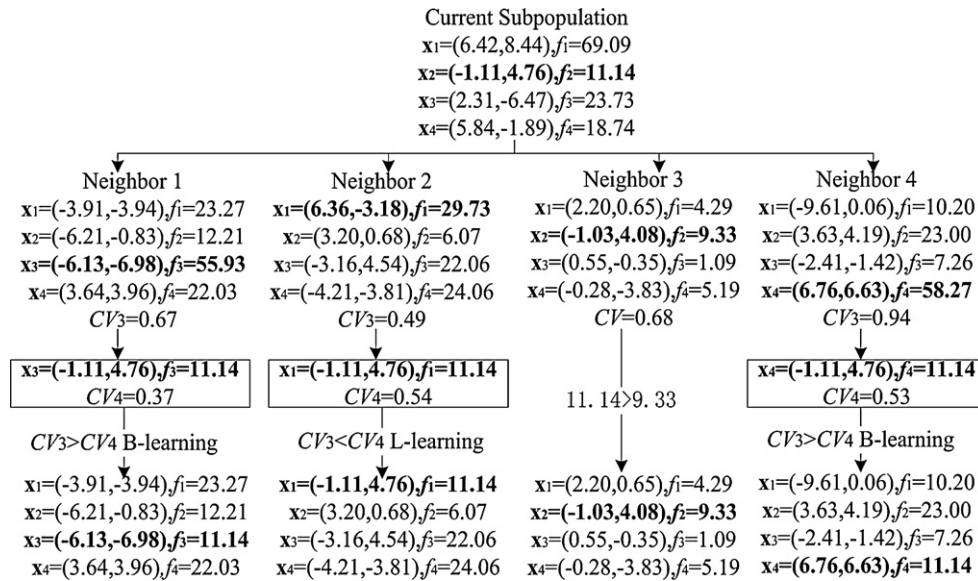 Current Subpopulation
x1=(6.42,8.44),f1=69.09
x2=(-1.11,4.76),f2=11.14
x3=(2.31,-6.47),f3=23.73
x4=(5.84,-1.89),f4=18.74
Neighbor 1
x1=(-3.91,-3.94),f1=23.27
x2=(-6.21,-0.83),f2=12.21
x3=(-6.13,-6.98),f3=55.93
x4=(3.64,3.96),f4=22.03
CV3=0.67
x3=(-1.11,4.76),f3=11.14
CV4=0.37
CV3>CV4 B-learning
x1=(-3.91,-3.94),f1=23.27
x2=(-6.21,-0.83),f2=12.21
x3=(-6.13,-6.98),f3=11.14
x4=(3.64,3.96),f4=22.03
Neighbor 2
x1=(6.36,-3.18),f1=29.73
x2=(3.20,0.68),f2=6.07
x3=(-3.16,4.54),f3=22.06
x4=(-4.21,-3.81),f4=24.06
CV3=0.49
x1=(-1.11,4.76),f1=11.14
CV4=0.54
CV3<CV4 L-learning
x1=(-1.11,4.76),f1=11.14
x2=(3.20,0.68),f2=6.07
x3=(-3.16,4.54),f3=22.06
x4=(-4.21,-3.81),f4=24.06
Neighbor 3
x1=(2.20,0.65),f1=4.29
x2=(-1.03,4.08),f2=9.33
x3=(0.55,-0.35),f3=1.09
x4=(-0.28,-3.83),f4=5.19
CV=0.68
11.14>9.33
x1=(2.20,0.65),f1=4.29
x2=(-1.03,4.08),f2=9.33
x3=(0.55,-0.35),f3=1.09
x4=(-0.28,-3.83),f4=5.19
Neighbor 4
x1=(-9.61,0.06),f1=10.20
x2=(3.63,4.19),f2=23.00
x3=(-2.41,-1.42),f3=7.26
x4=(6.76,6.63),f4=58.27
CV3=0.94
x4=(-1.11,4.76),f4=11.14
CV4=0.53
CV3>CV4 B-learning
x1=(-9.61,0.06),f1=10.20
x2=(3.63,4.19),f2=23.00
x3=(-2.41,-1.42),f3=7.26
x4=(6.76,6.63),f4=11.14